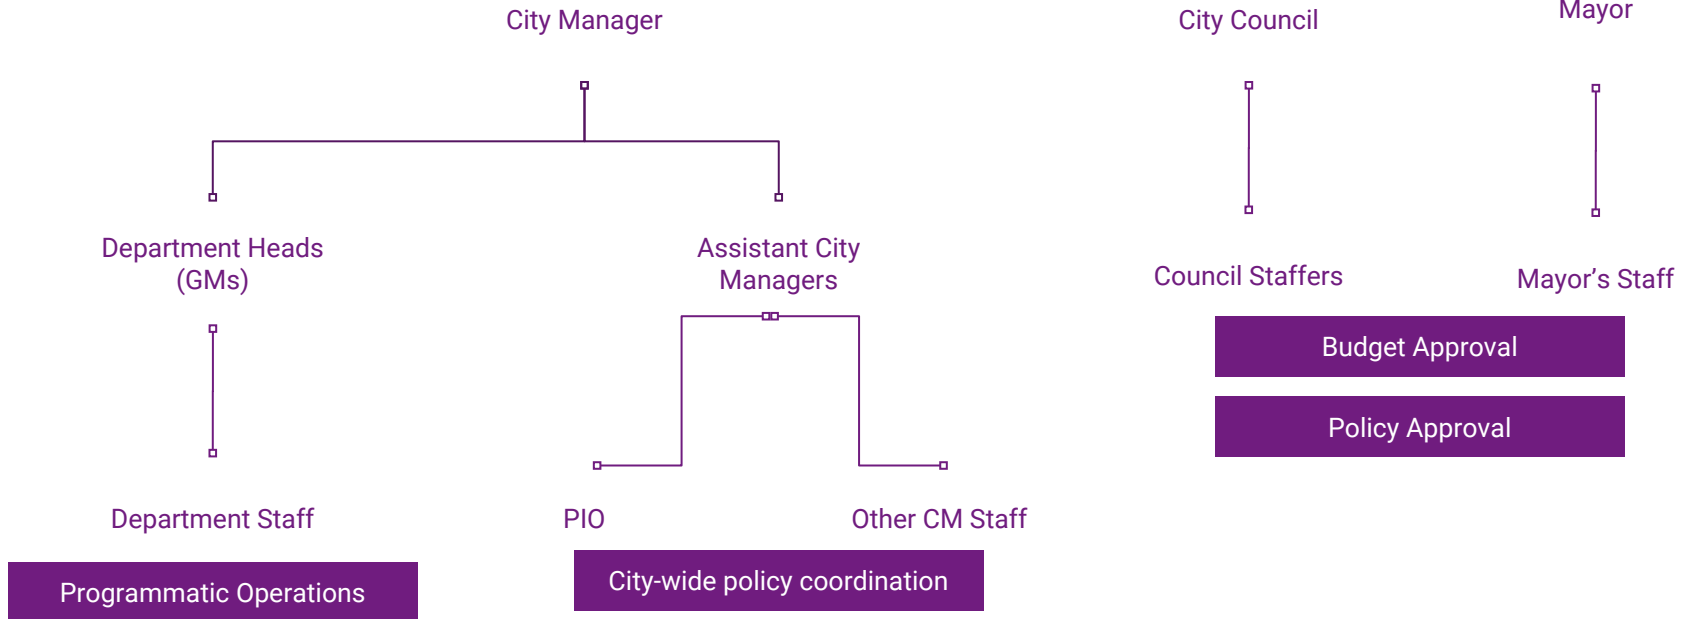 City Manager
City Council
Mayor
Department Heads
(GMs)
Assistant City
Managers
Council Staffers
Mayor’s Staff
Budget Approval
Policy Approval
Department Staff
PIO
Other CM Staff
Programmatic Operations
City-wide policy coordination